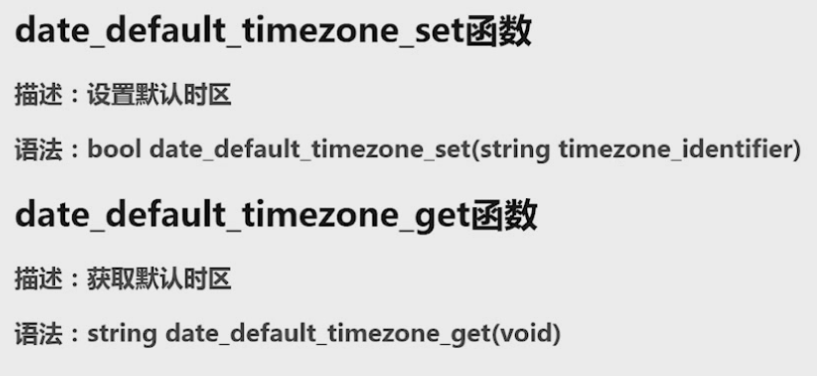 date_default_timezone_set函数
描述：设置默认时区
语法：bool date_default_timezone_set(string timezone_identifier)
date_default_timezone_get函数
描述：获取默认时区
语法：string date_default_timezone_get(void)